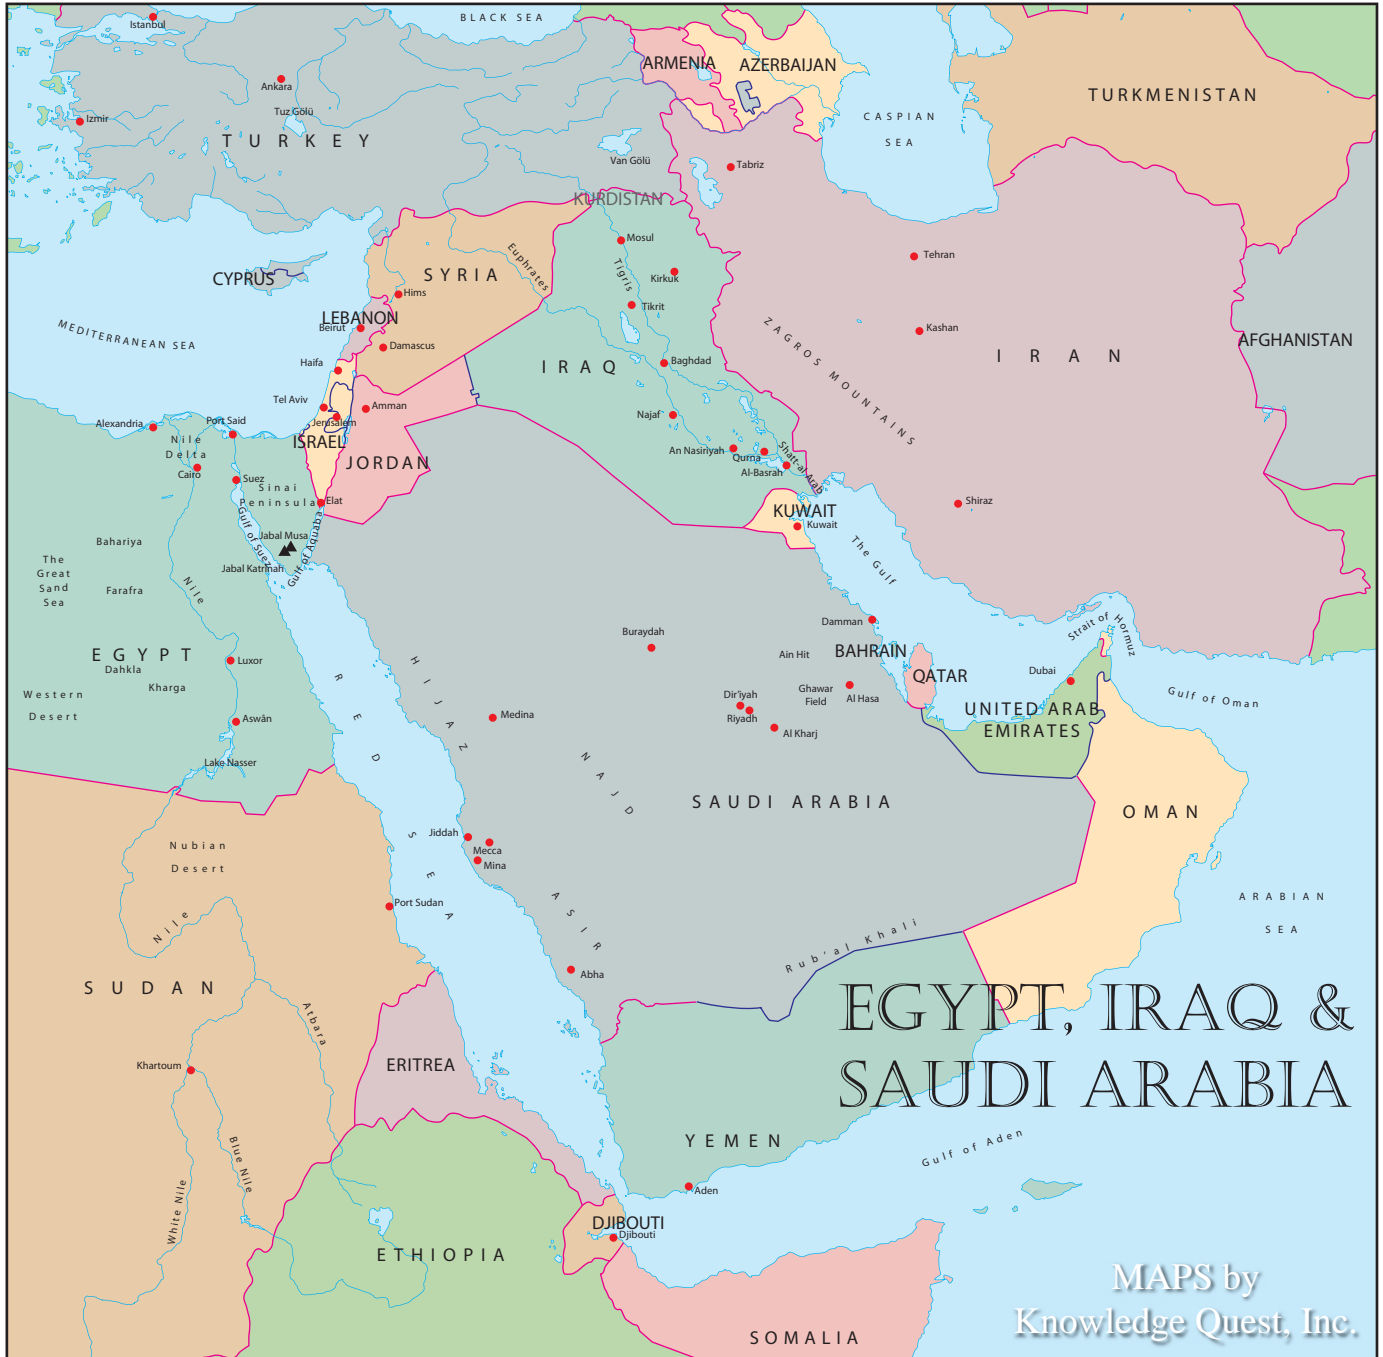 BLACK SEA
Istanbul
ARMENIA
AZERBAIJAN
Ankara
TURKMENISTAN
Tuz Gölü
Izmir
CASPIAN
SEA
TURKEY
Van Gölü
Tabriz
KURDISTAN
Mosul
Tehran
Euphrates
Tigris
SYRIA
CYPRUS
Kirkuk
Hims
Tikrit
LEBANON
Beirut
MEDITERRANEAN SEA
ZAGROS MOUNTAINS
Kashan
AFGHANISTAN
Damascus
IRAN
Haifa
IRAQ
Baghdad
Tel Aviv
Amman
Najaf
Alexandria
Port Said
Jerusalem
ISRAEL
Nile
Delta
An Nasiriyah
Qurna
Shatt-al Arab
JORDAN
Cairo
Al-Basrah
Suez
Sinai
Peninsula
Elat
Shiraz
KUWAIT
Kuwait
Gulf of Suez
Gulf of Aquaba
Jabal Musa
Bahariya
The Gulf
The
Great
Sand
Sea
Jabal Katrinah
Farafra
Nile
Damman
Strait of Hormuz
Buraydah
BAHRAIN
EGYPT
Ain Hit
Luxor
Dahkla
HIJAZ
QATAR
Dubai
Kharga
Ghawar
Field
Al Hasa
Western
Desert
RED SEA
Dir'iyah
Riyadh
Gulf of Oman
UNITED ARAB
EMIRATES
Medina
Aswân
Al Kharj
Lake Nasser
NAJD
SAUDI ARABIA
OMAN
Jiddah
Mecca
Mina
Nubian
Desert
ARABIAN
SEA
Port Sudan
ASIR
Nile
Rub'al Khali
Abha
SUDAN
EGYPT, IRAQ &
SAUDI ARABIA
Atbara
Khartoum
ERITREA
YEMEN
Gulf of Aden
Blue Nile
White Nile
Aden
DJIBOUTI
Djibouti
ETHIOPIA
SOMALIA
MAPS by
Knowledge Quest, Inc.